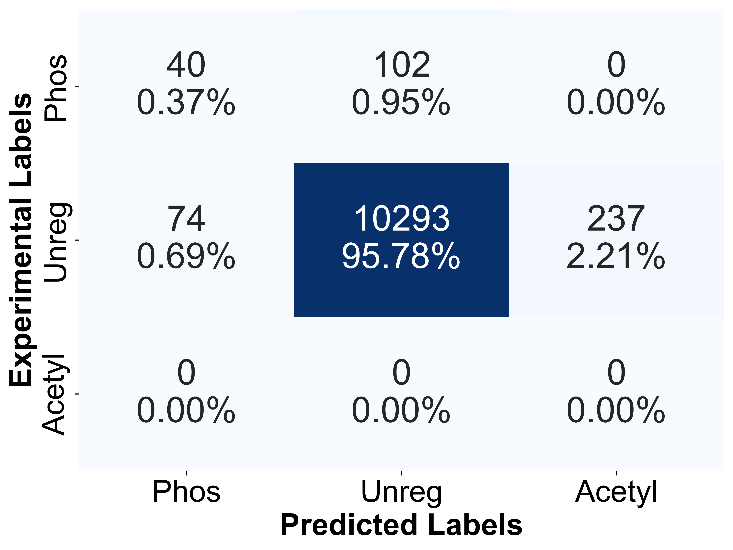 Experimental Labels
Phos
40
102
0
0.37%
0.95%
0.00%
Unreg
74
10293
237
0.69%
95.78%
2.21%
Acetyl
0
0
0
0.00%
0.00%
0.00%
Phos
Unreg
Acetyl
Predicted Labels